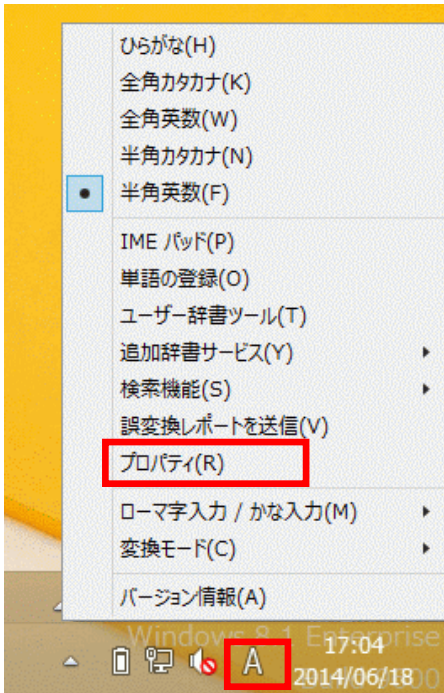 ひらがな(H)
全角カタカナ(K)
全角英数(W)
半角カタカナ(N)
半角英数(F)
IME パッド(P)
単語の登録(O)
ユーザー辞書ツール(T)
追加辞書サービス(Y)
検索機能(S)
誤変換レポートを送信(V)
プロパティ(R)
ローマ字入力 / かな入力(M)
変換モード(C)
バージョン情報(A)
Windows 8.1 Enterprise
A
17:04
2014/06/18